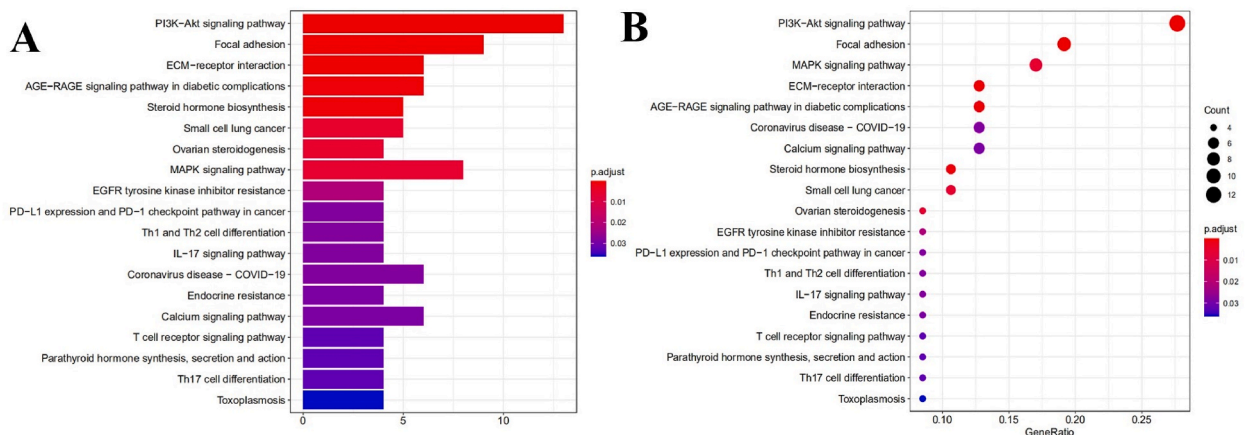 A
PI3K-Akt signaling pathway
Focal adhesion
ECM-receptor interaction
AGE-RAGE signaling pathway in diabetic complications
Steroid hormone biosynthesis
Small cell lung cancer
Ovarian steroidogenesis
MAPK signaling pathway
EGFR tyrosine kinase inhibitor resistance
PD-L1 expression and PD-1 checkpoint pathway in cancer
Th1 and Th2 cell differentiation
IL-17 signaling pathway
Coronavirus disease - COVID-19
Endocrine resistance
Calcium signaling pathway
T cell receptor signaling pathway
Parathyroid hormone synthesis, secretion and action
Th17 cell differentiation
Toxoplasmosis
0 5 10
p.adjust
0.01
0.02
0.03
B
PI3K-Akt signaling pathway
Focal adhesion
MAPK signaling pathway
ECM-receptor interaction
AGE-RAGE signaling pathway in diabetic complications
Coronavirus disease - COVID-19
Calcium signaling pathway
Steroid hormone biosynthesis
Small cell lung cancer
Ovarian steroidogenesis
EGFR tyrosine kinase inhibitor resistance
PD-L1 expression and PD-1 checkpoint pathway in cancer
Th1 and Th2 cell differentiation
IL-17 signaling pathway
Endocrine resistance
T cell receptor signaling pathway
Parathyroid hormone synthesis, secretion and action
Th17 cell differentiation
Toxoplasmosis
0.10 0.15 0.20 0.25
GeneRatio
Count
4
6
8
10
12
p.adjust
0.01
0.02
0.03